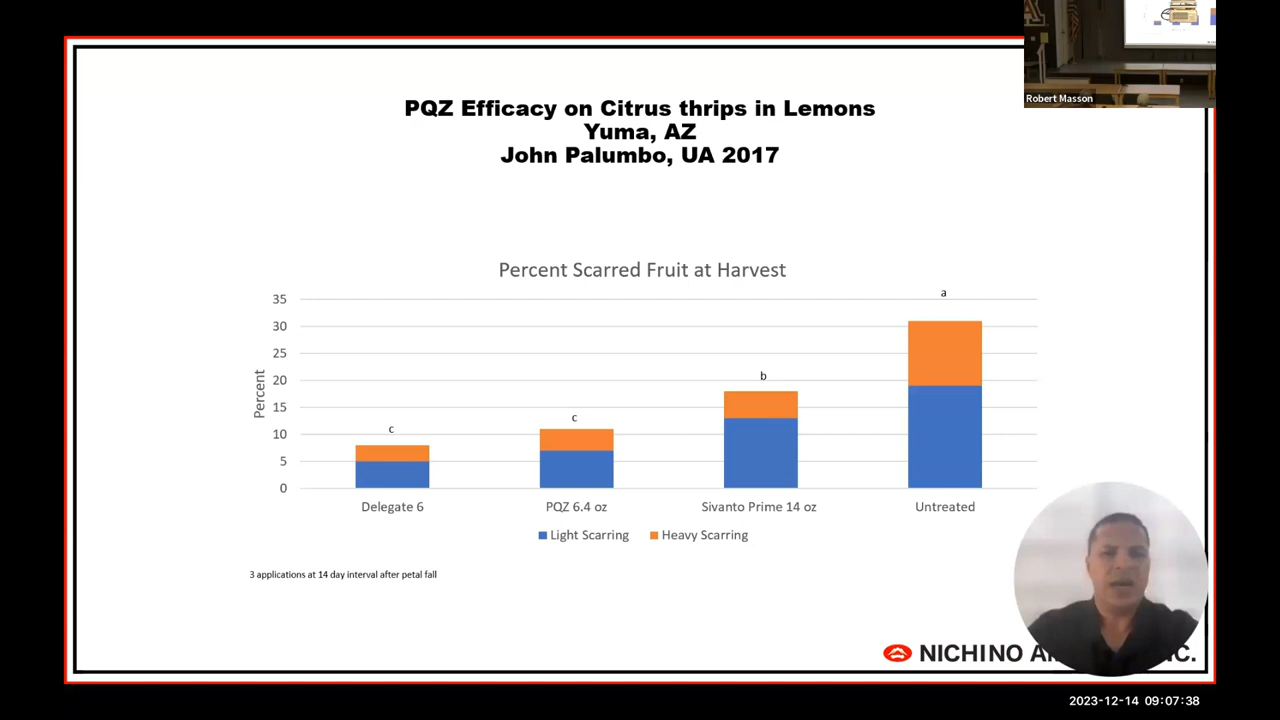 Robert Masson
PQZ Efficacy on Citrus thrips in Lemons
Yuma, AZ
John Palumbo, UA 2017
Percent Scarred Fruit at Harvest
Percent
35
30
25
20
15
10
5
0
c
c
b
a
Delegate 6
PQZ 6.4 oz
Sivanto Prime 14 oz
Untreated
Light Scarring
Heavy Scarring
3 applications at 14 day interval after petal fall
NICHINO
2023-12-14 09:07:38